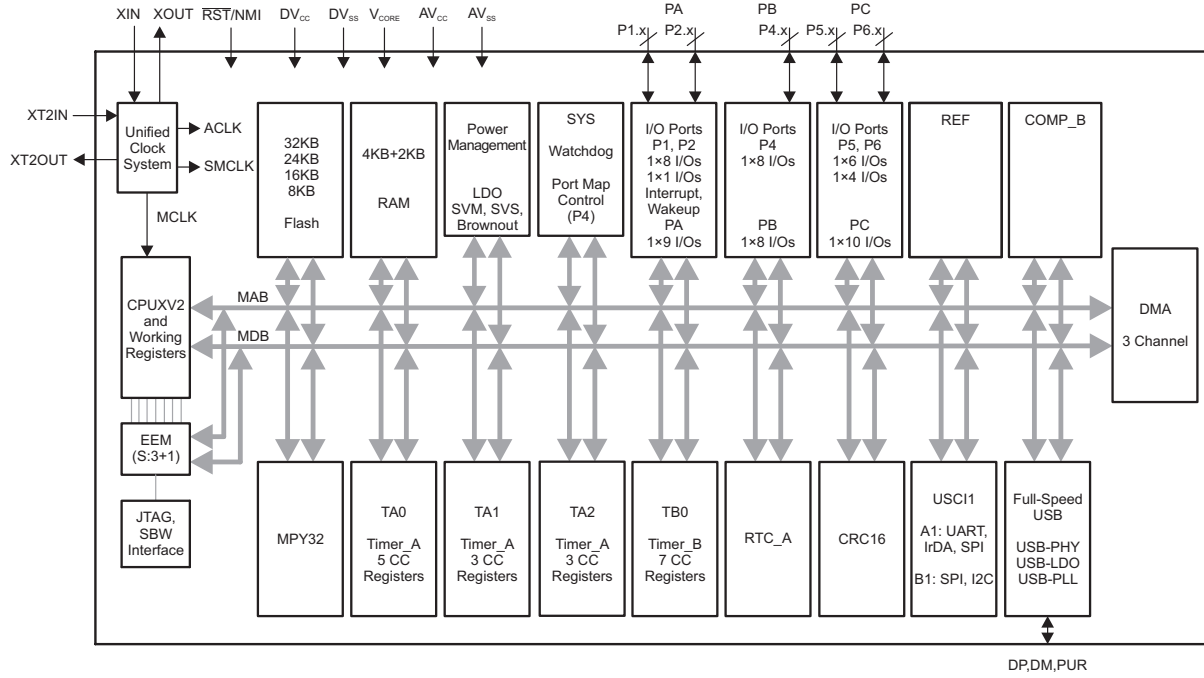 XIN
XOUT
RST/NMI
DVCC
DVSS
VCORE
AVCC
AVSS
PA
P1.x
P2.x
PB
P4.x
PC
P5.x
P6.x
XT2IN
XT2OUT
Unified
Clock
System
ACLK
SMCLK
MCLK
32KB
24KB
16KB
8KB
Flash
4KB+2KB
RAM
Power
Management
LDO
SVM, SVS,
Brownout
SYS
Watchdog
Port Map
Control
(P4)
I/O Ports
P1, P2
1×8 I/Os
1×1 I/Os
Interrupt,
Wakeup
PA
1×9 I/Os
I/O Ports
P4
1×8 I/Os
PB
1×8 I/Os
I/O Ports
P5, P6
1×6 I/Os
1×4 I/Os
PC
1×10 I/Os
REF
COMP_B
CPUXV2
and
Working
Registers
MAB
MDB
DMA
3 Channel
EEM
(S:3+1)
JTAG,
SBW
Interface
MPY32
TA0
Timer_A
5 CC
Registers
TA1
Timer_A
3 CC
Registers
TA2
Timer_A
3 CC
Registers
TB0
Timer_B
7 CC
Registers
RTC_A
CRC16
USCI1
A1: UART,
IrDA, SPI
B1: SPI, I2C
Full-Speed
USB
USB-PHY
USB-LDO
USB-PLL
DP,DM,PUR